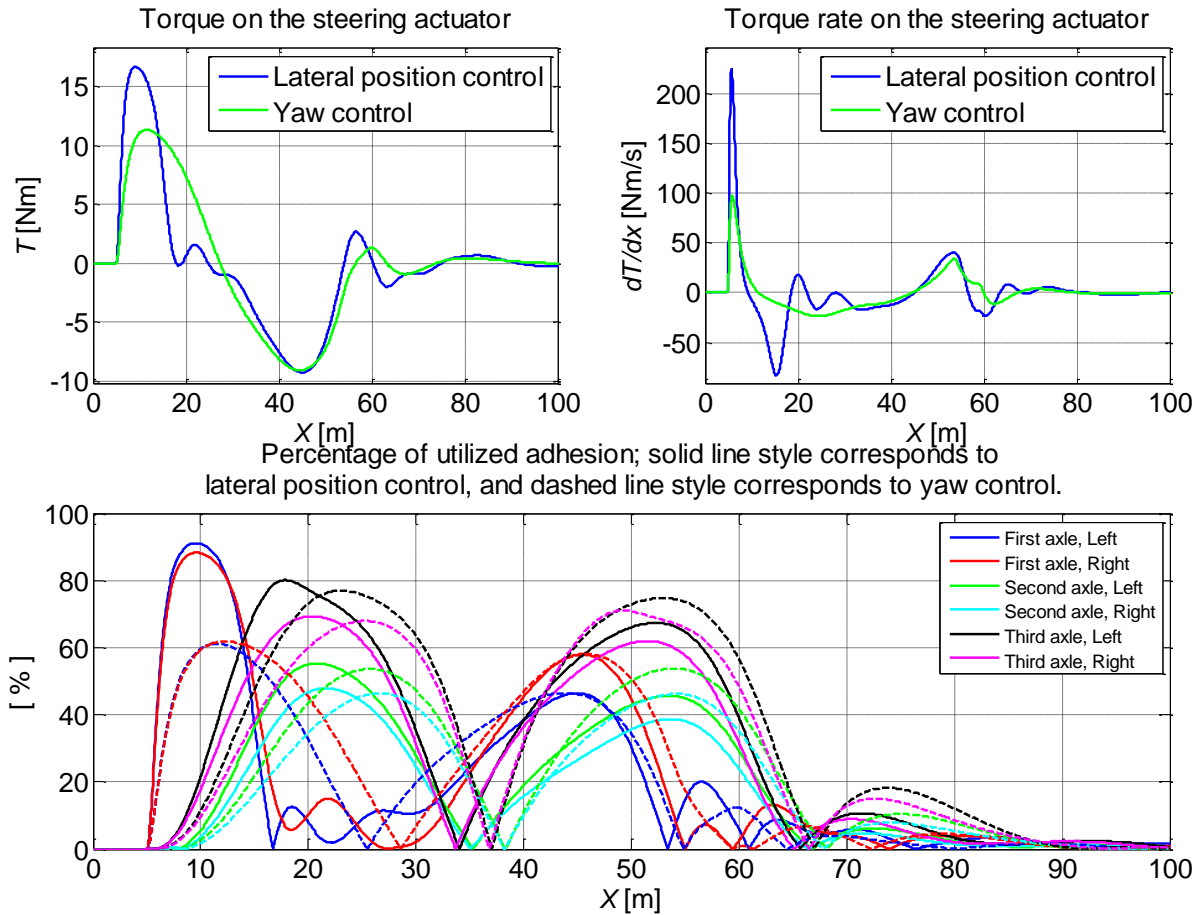 Torque on the steering actuator
Lateral position control
Yaw control
15
10
5
0
-5
-10
T [Nm]
0 20 40 60 80 100
X [m]
Torque rate on the steering actuator
Lateral position control
Yaw control
200
150
100
50
0
-50
dT/dx [Nm/s]
0 20 40 60 80 100
X [m]
Percentage of utilized adhesion; solid line style corresponds to
lateral position control, and dashed line style corresponds to yaw control.
First axle, Left
First axle, Right
Second axle, Left
Second axle, Right
Third axle, Left
Third axle, Right
100
80
60
40
20
0
[ % ]
0 10 20 30 40 50 60 70 80 90 100
X [m]